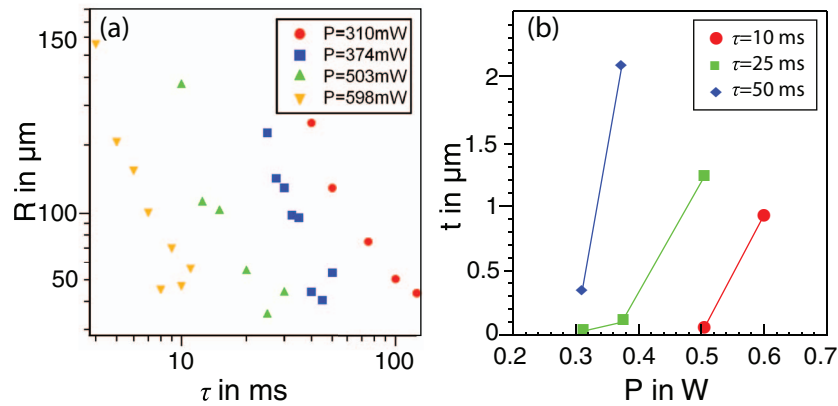 (a)
P=310mW
P=374mW
P=503mW
P=598mW
150
100
50
R in µm
10
100
τ in ms
(b)
τ=10 ms
τ=25 ms
τ=50 ms
2
1.5
1
0.5
0
t in µm
0.2 0.3 0.4 0.5 0.6 0.7
P in W